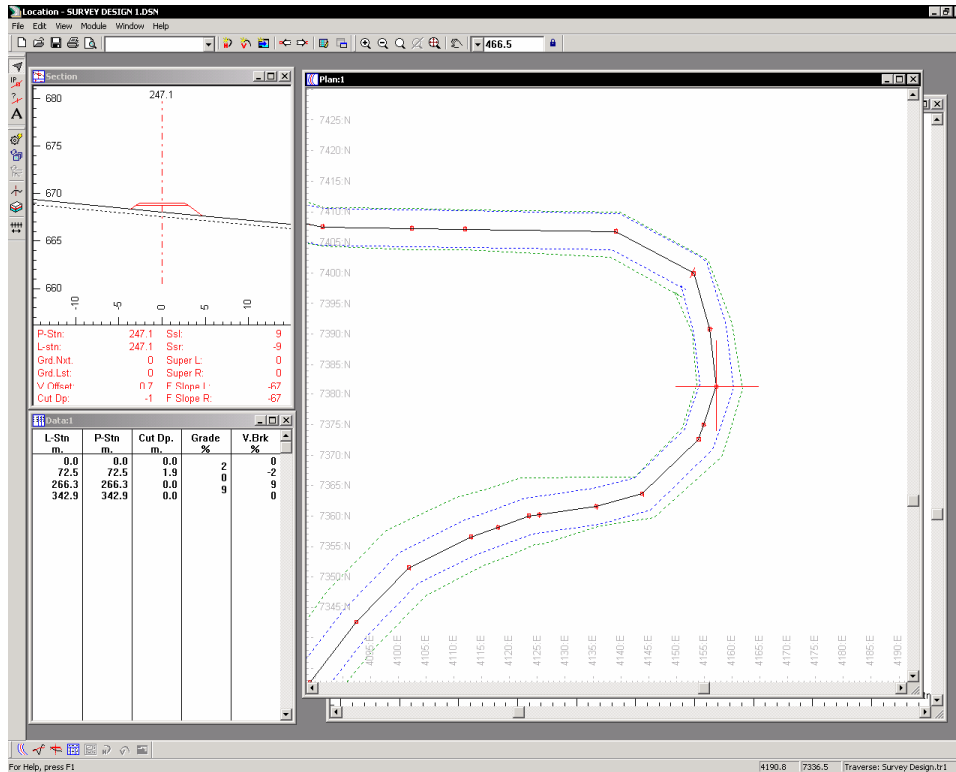 Location - SURVEY DESIGN 1.DSN
File Edit View Module Window Help
466.5
Section
247.1
680
675
670
665
660
-10 -5 0 5 10
P-Stn: 247.1 Ssl: 9
L-stn: 247.1 Ssr: -9
Grd.Nxt. 0 Super L: 0
Grd.Lst: 0 Super R: 0
V.Offset: 0.7 F Slope L: -67
Cut Dp: -1 F Slope R: -67
Data:1
L-Stn P-Stn Cut Dp. Grade V.Brk
m. m. m. % %
0.0 0.0 0.0 0
2
72.5 72.5 1.9 -2
0
266.3 266.3 0.0 9
9
342.9 342.9 0.0 0
Plan:1
7425:N
7420:N
7415:N
7410:N
7405:N
7400:N
7395:N
7390:N
7385:N
7380:N
7375:N
7370:N
7365:N
7360:N
7355:N
7350:N
7345:N
4095:E 4100:E 4105:E 4110:E 4115:E 4120:E 4125:E 4130:E 4135:E 4140:E 4145:E 4150:E 4155:E 4160:E 4165:E 4170:E 4175:E 4180:E 4185:E 4190:E
For Help, press F1
4190.8 7336.5 Traverse: Survey Design.tr1